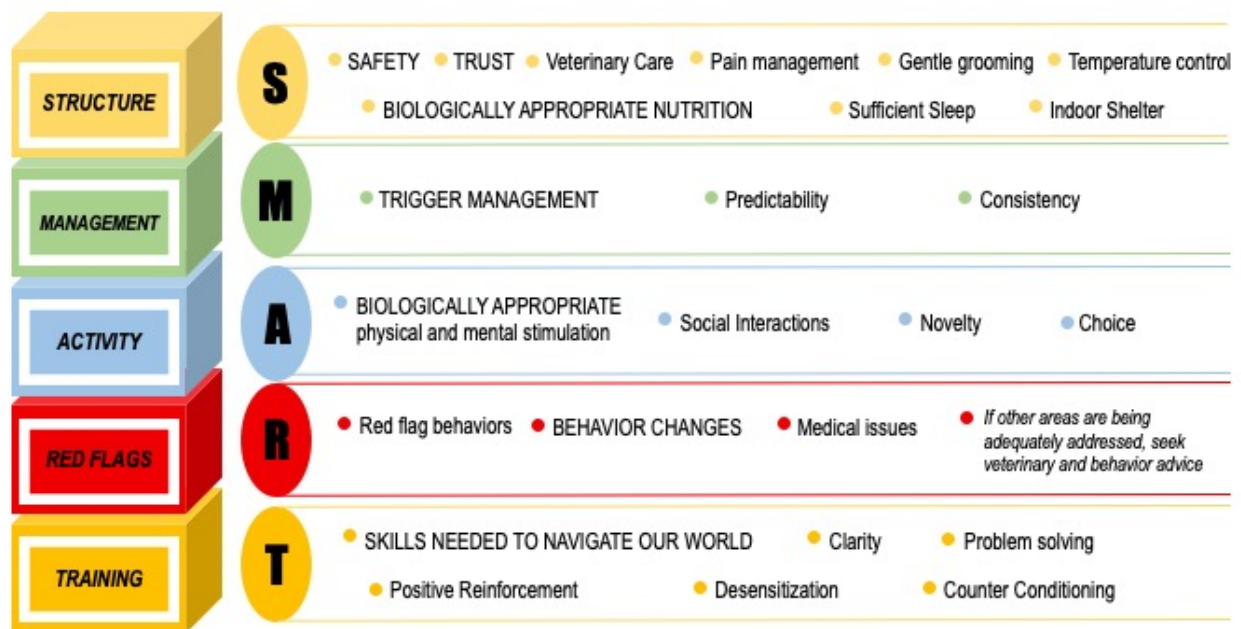 STRUCTURE
S
SAFETY TRUST Veterinary Care Pain management Gentle grooming Temperature control
BIOLOGICALLY APPROPRIATE NUTRITION Sufficient Sleep Indoor Shelter
MANAGEMENT
M
TRIGGER MANAGEMENT Predictability Consistency
ACTIVITY
A
BIOLOGICALLY APPROPRIATE
physical and mental stimulation
Social Interactions Novelty Choice
RED FLAGS
R
Red flag behaviors BEHAVIOR CHANGES Medical issues
If other areas are being
adequately addressed, seek
veterinary and behavior advice
TRAINING
T
SKILLS NEEDED TO NAVIGATE OUR WORLD Clarity Problem solving
Positive Reinforcement Desensitization Counter Conditioning